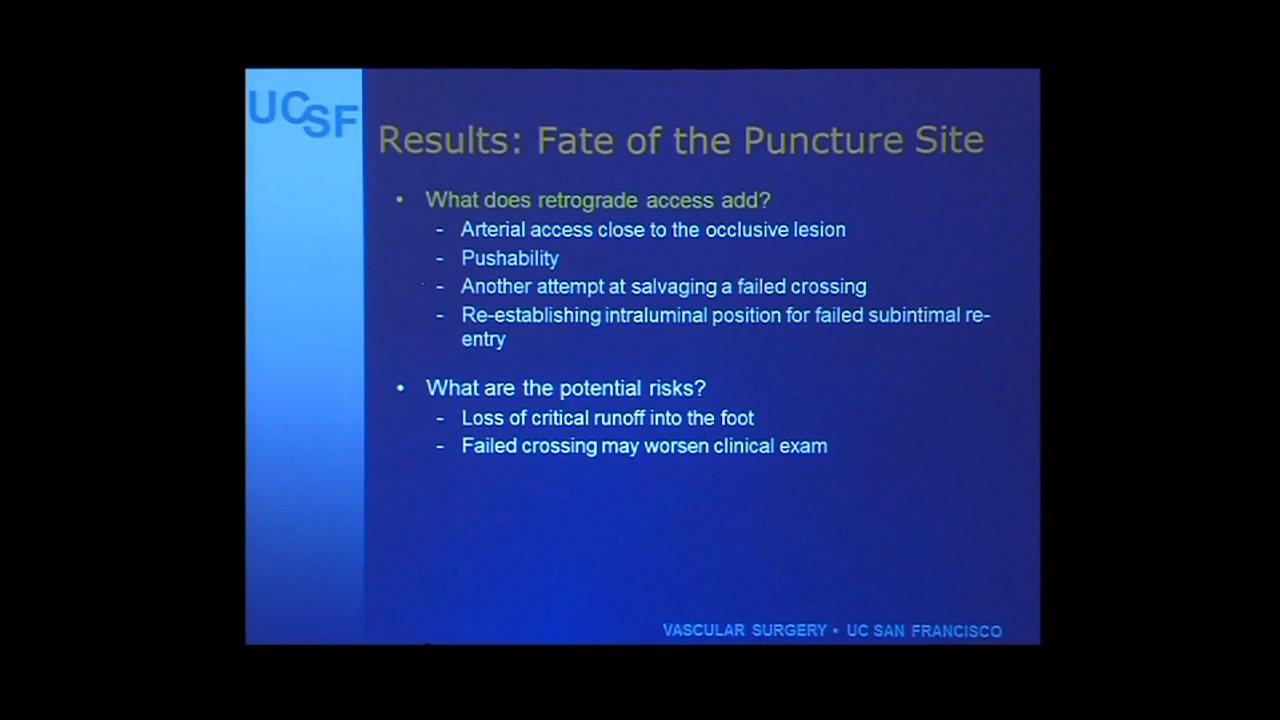 UCSF
Results: Fate of the Puncture Site
• What does retrograde access add?
- Arterial access close to the occlusive lesion
- Pushability
- Another attempt at salvaging a failed crossing
- Re-establishing intraluminal position for failed subintimal re-
entry
• What are the potential risks?
- Loss of critical runoff into the foot
- Failed crossing may worsen clinical exam
VASCULAR SURGERY • UC SAN FRANCISCO